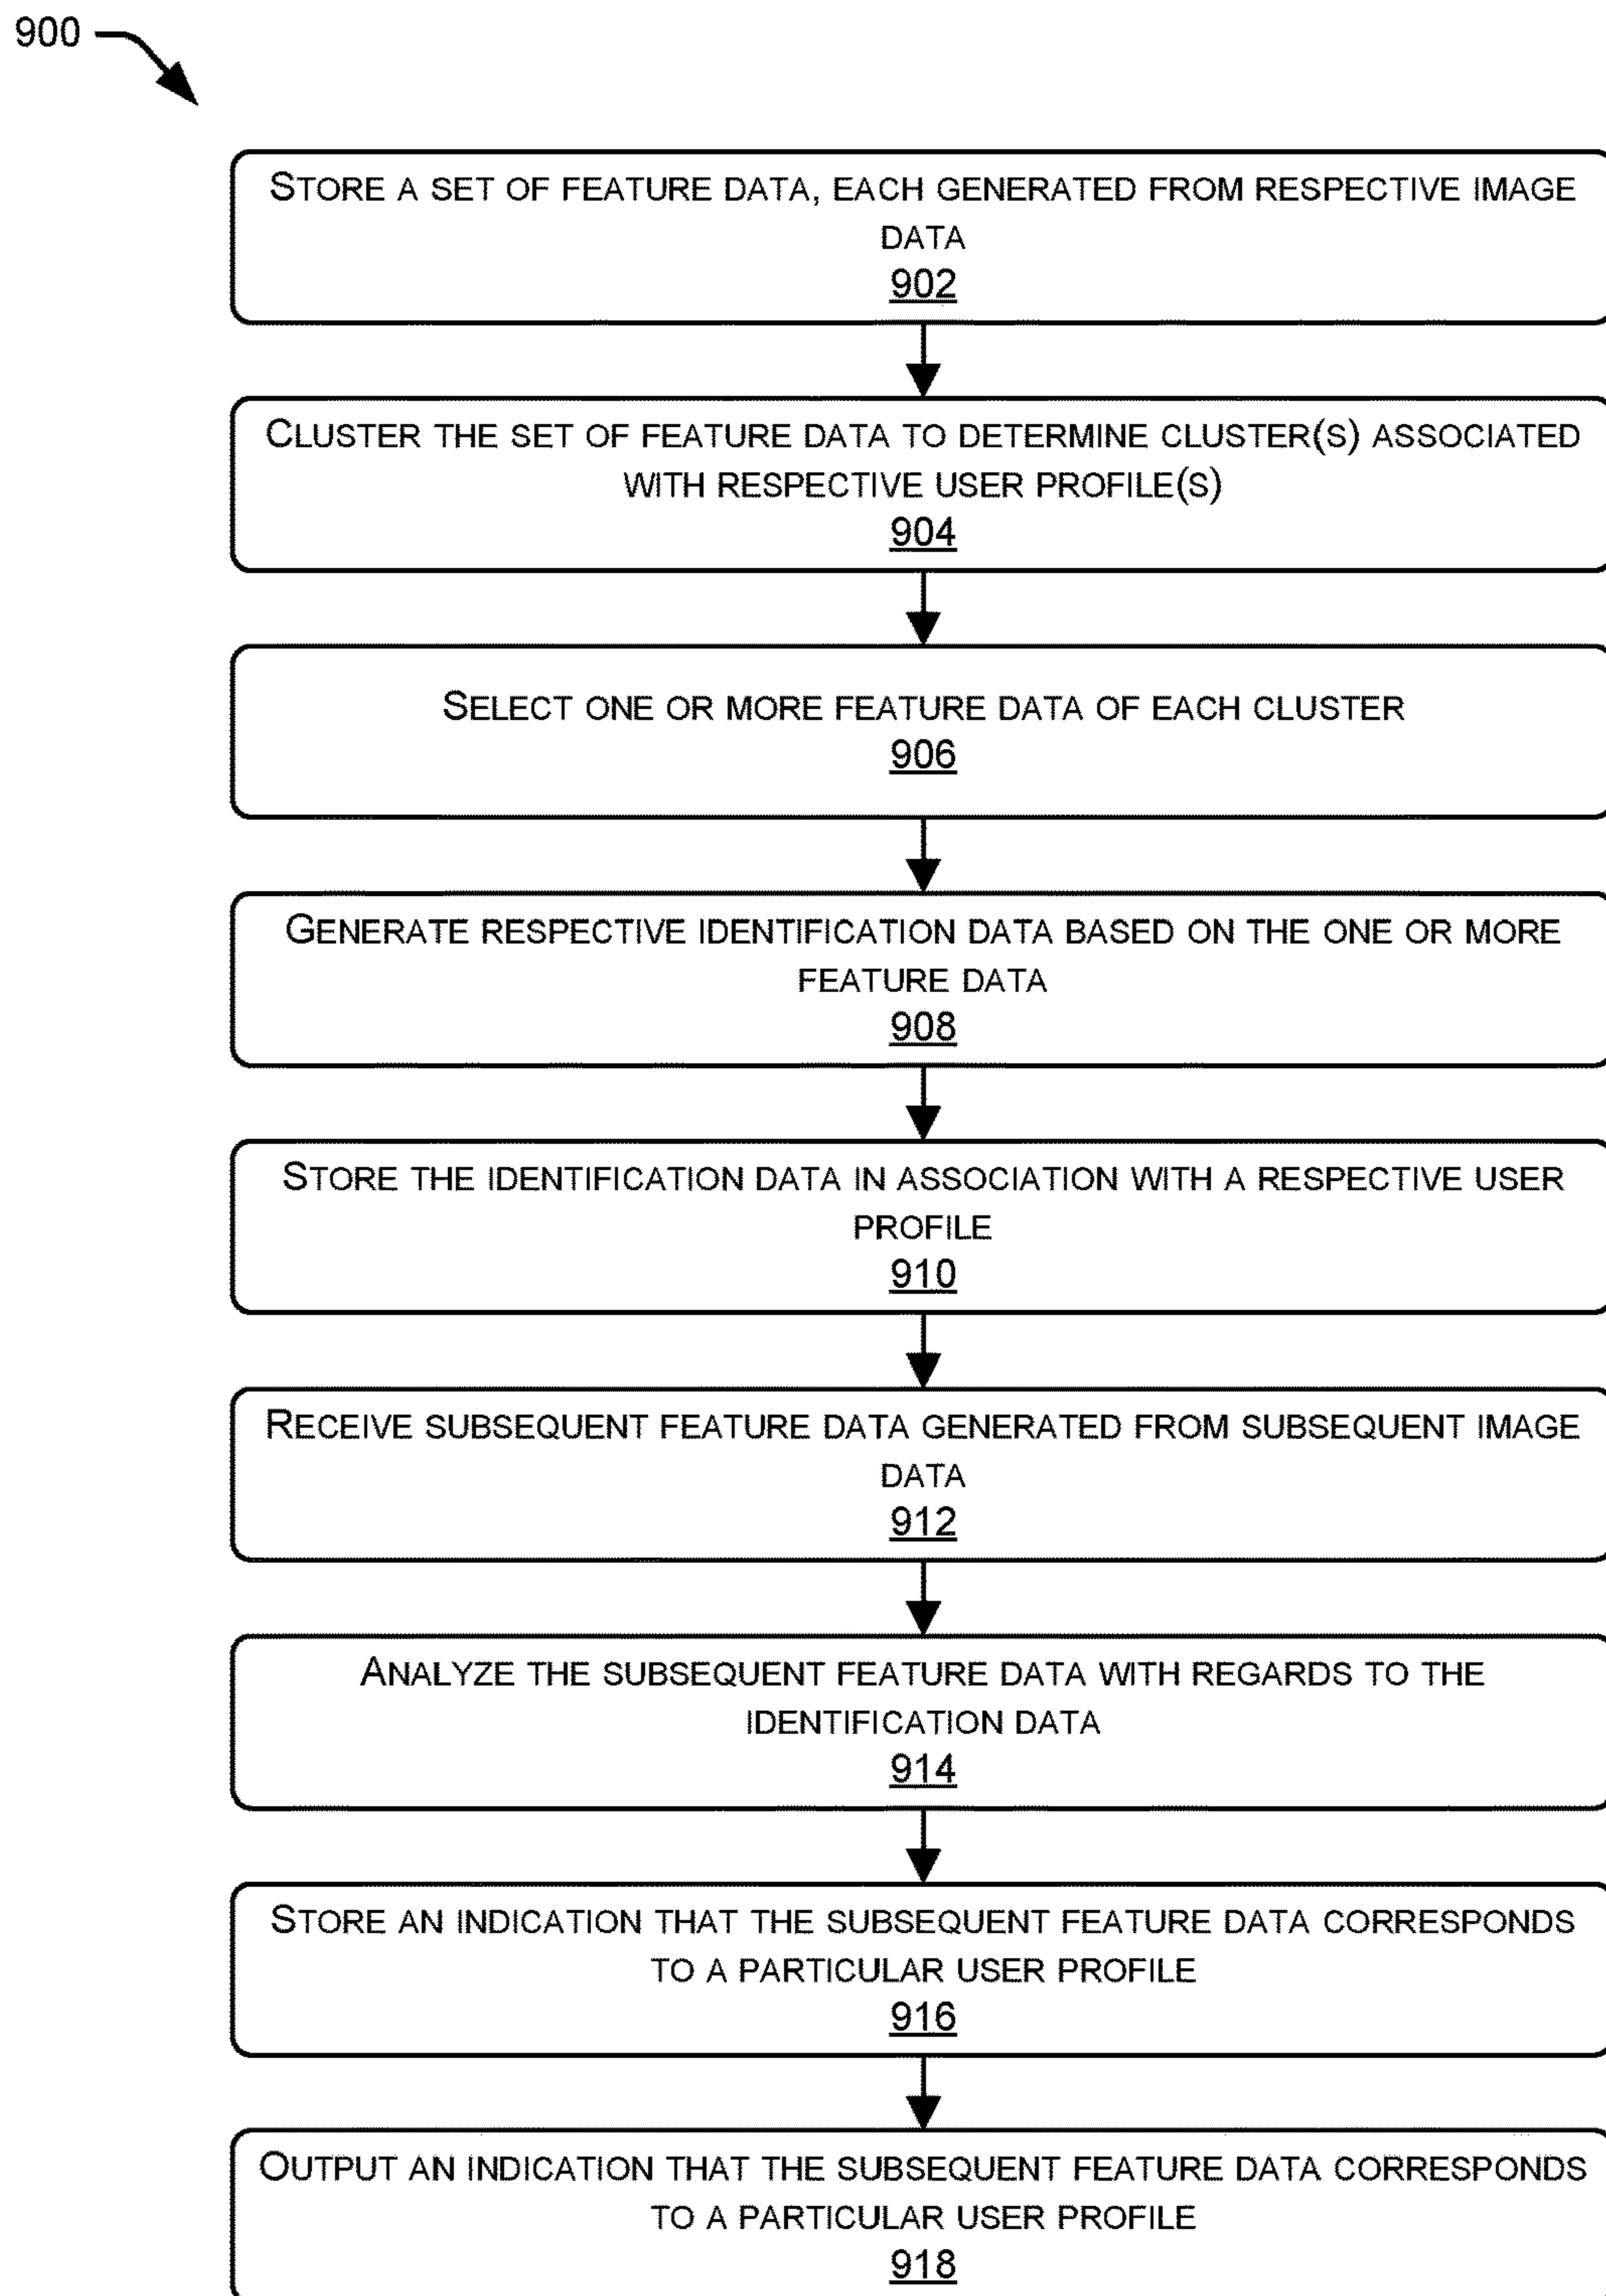 900
STORE A SET OF FEATURE DATA, EACH GENERATED FROM RESPECTIVE IMAGE
DATA
902
CLUSTER THE SET OF FEATURE DATA TO DETERMINE CLUSTER(S) ASSOCIATED
WITH RESPECTIVE USER PROFILE(S)
904
SELECT ONE OR MORE FEATURE DATA OF EACH CLUSTER
906
GENERATE RESPECTIVE IDENTIFICATION DATA BASED ON THE ONE OR MORE
FEATURE DATA
908
STORE THE IDENTIFICATION DATA IN ASSOCIATION WITH A RESPECTIVE USER
PROFILE
910
RECEIVE SUBSEQUENT FEATURE DATA GENERATED FROM SUBSEQUENT IMAGE
DATA
912
ANALYZE THE SUBSEQUENT FEATURE DATA WITH REGARDS TO THE
IDENTIFICATION DATA
914
STORE AN INDICATION THAT THE SUBSEQUENT FEATURE DATA CORRESPONDS
TO A PARTICULAR USER PROFILE
916
OUTPUT AN INDICATION THAT THE SUBSEQUENT FEATURE DATA CORRESPONDS
TO A PARTICULAR USER PROFILE
918